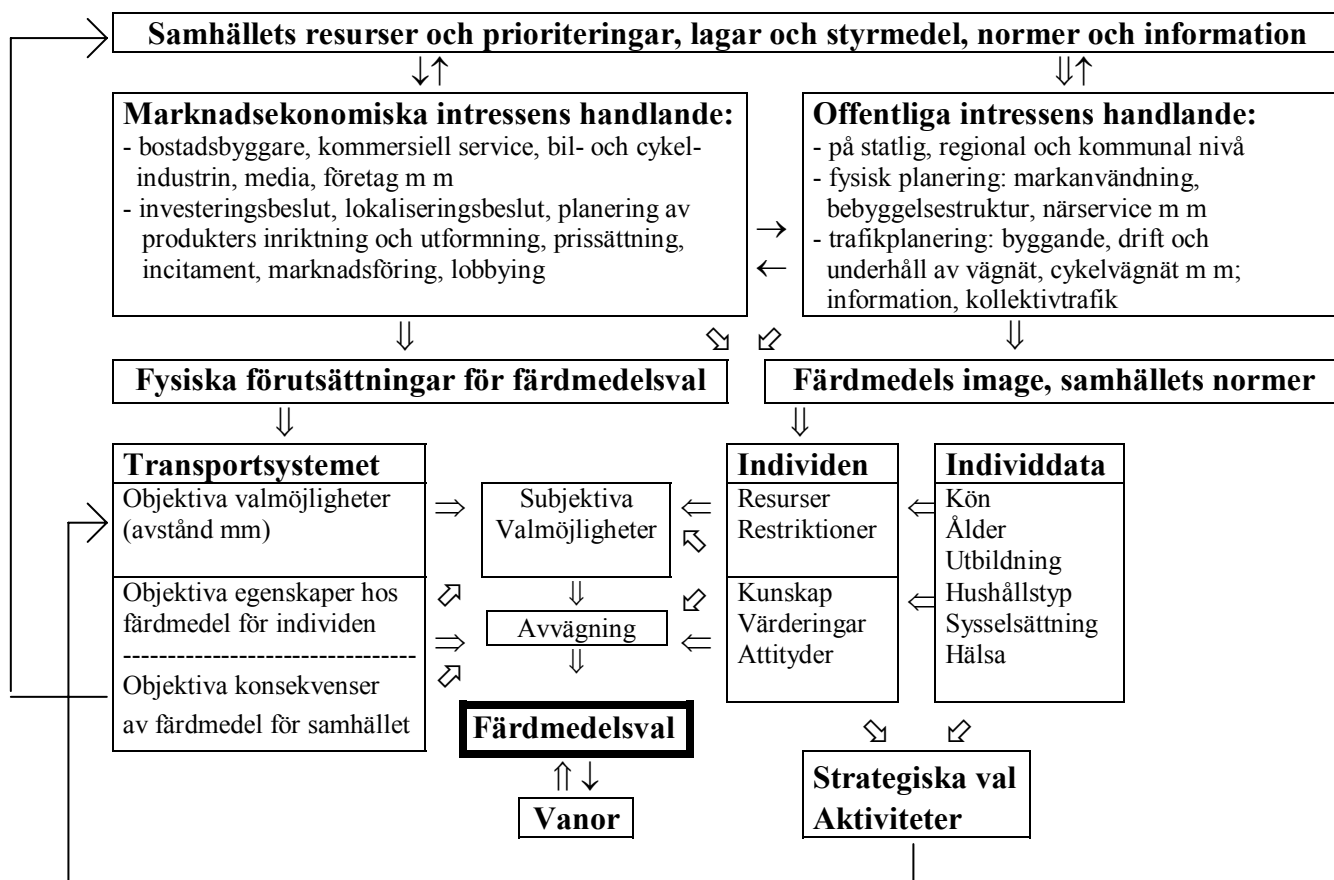 Samhällets resurser och prioriteringar, lagar och styrmedel, normer och information
↓↑
⇓↑
Marknadsekonomiska intressens handlande:
- bostadsbyggare, kommersiell service, bil- och cykel-
industrin, media, företag m m
- investeringsbeslut, lokaliseringsbeslut, planering av
produkters inriktning och utformning, prissättning,
incitament, marknadsföring, lobbying
→
←
Offentliga intressens handlande:
- på statlig, regional och kommunal nivå
- fysisk planering: markanvändning,
bebyggelsestruktur, närservice m m
- trafikplanering: byggande, drift och
underhåll av vägnät, cykelvägnät m m;
information, kollektivtrafik
Fysiska förutsättningar för färdmedelsval
Färdmedels image, samhällets normer
Transportsystemet
Objektiva valmöjligheter
(avstånd mm)
Objektiva egenskaper hos
färdmedel för individen
---------------------------------
Objektiva konsekvenser
av färdmedel för samhället
Subjektiva
Valmöjligheter
Avvägning
Färdmedelsval
Vanor
Individen
Resurser
Restriktioner
Kunskap
Värderingar
Attityder
Individdata
Kön
Ålder
Utbildning
Hushållstyp
Sysselsättning
Hälsa
Strategiska val
Aktiviteter